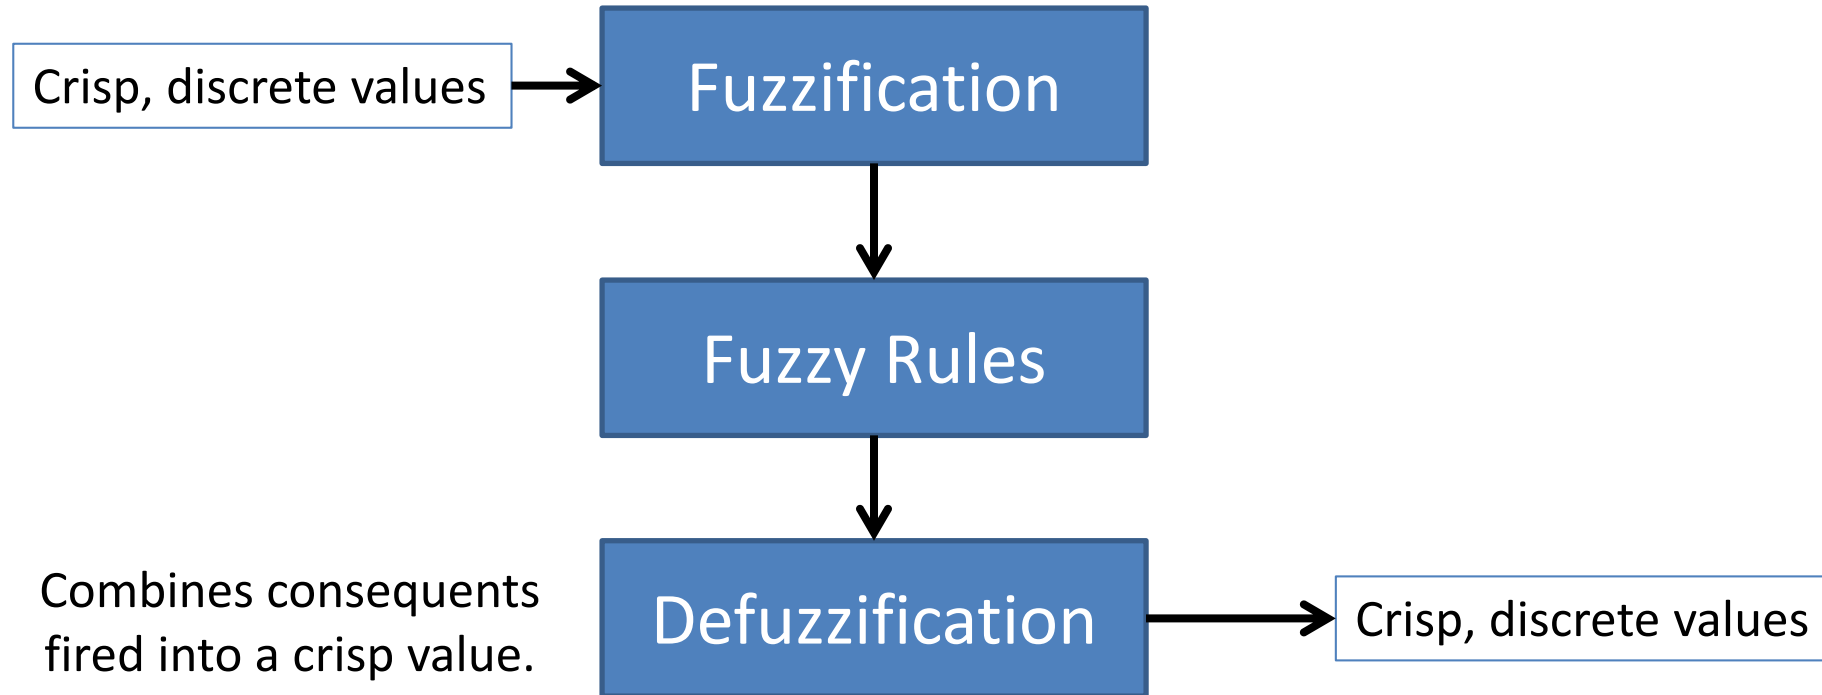 Crisp, discrete values
Fuzzification
Fuzzy Rules
Combines consequents
fired into a crisp value.
Defuzzification
Crisp, discrete values